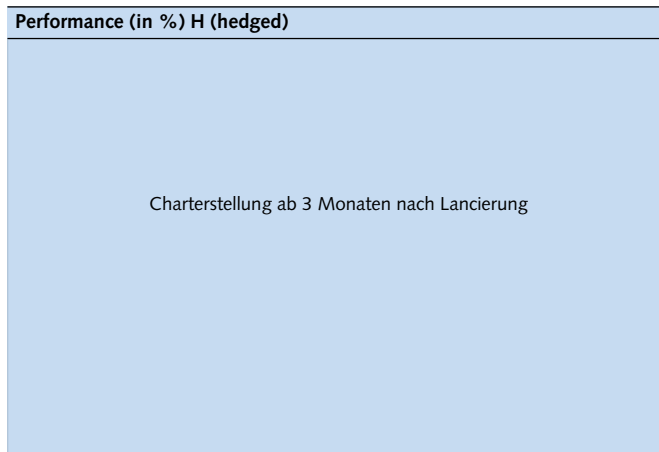 Performance (in %) H (hedged)
Charterstellung ab 3 Monaten nach Lancierung